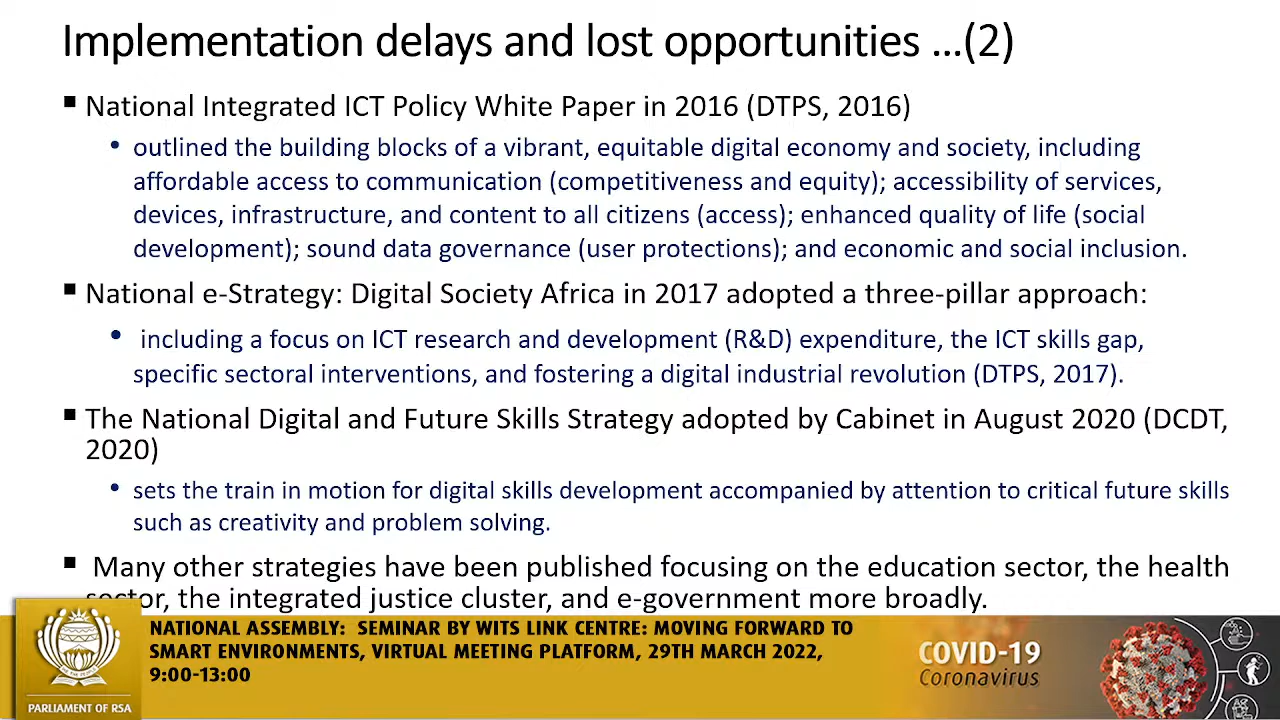 Implementation delays and lost opportunities ...(2)
▪ National Integrated ICT Policy White Paper in 2016 (DTPS, 2016)
• outlined the building blocks of a vibrant, equitable digital economy and society, including
affordable access to communication (competitiveness and equity); accessibility of services,
devices, infrastructure, and content to all citizens (access); enhanced quality of life (social
development); sound data governance (user protections); and economic and social inclusion.
▪ National e-Strategy: Digital Society Africa in 2017 adopted a three-pillar approach:
• including a focus on ICT research and development (R&D) expenditure, the ICT skills gap,
specific sectoral interventions, and fostering a digital industrial revolution (DTPS, 2017).
▪ The National Digital and Future Skills Strategy adopted by Cabinet in August 2020 (DCDT,
2020)
• sets the train in motion for digital skills development accompanied by attention to critical future skills
such as creativity and problem solving.
▪ Many other strategies have been published focusing on the education sector, the health
sector, the integrated justice cluster, and e-government more broadly.
NATIONAL ASSEMBLY: SEMINAR BY WITS LINK CENTRE: MOVING FORWARD TO
SMART ENVIRONMENTS, VIRTUAL MEETING PLATFORM, 29TH MARCH 2022,
9:00-13:00
PARLIAMENT OF RSA
COVID-19
Coronavirus